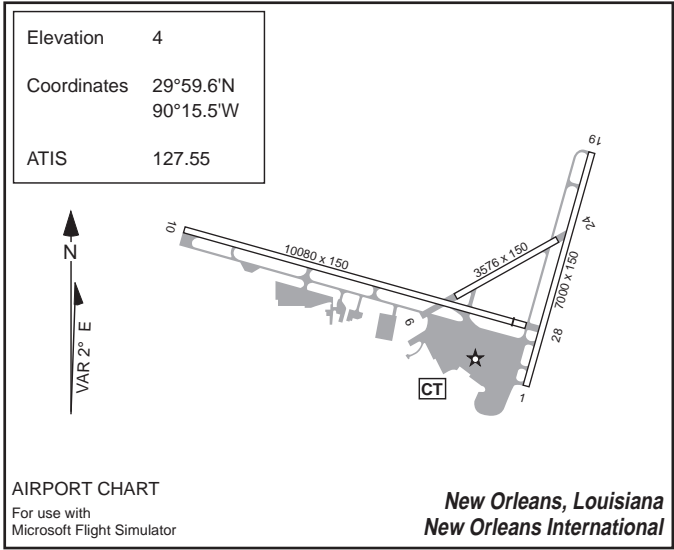 Elevation 4
Coordinates 29°59.6'N
90°15.5'W
ATIS 127.55
19
10
10080 x 150
24
3576 x 150
7000 x 150
N
VAR 2° E
6
28
CT
1
AIRPORT CHART
For use with
Microsoft Flight Simulator
New Orleans, Louisiana
New Orleans International